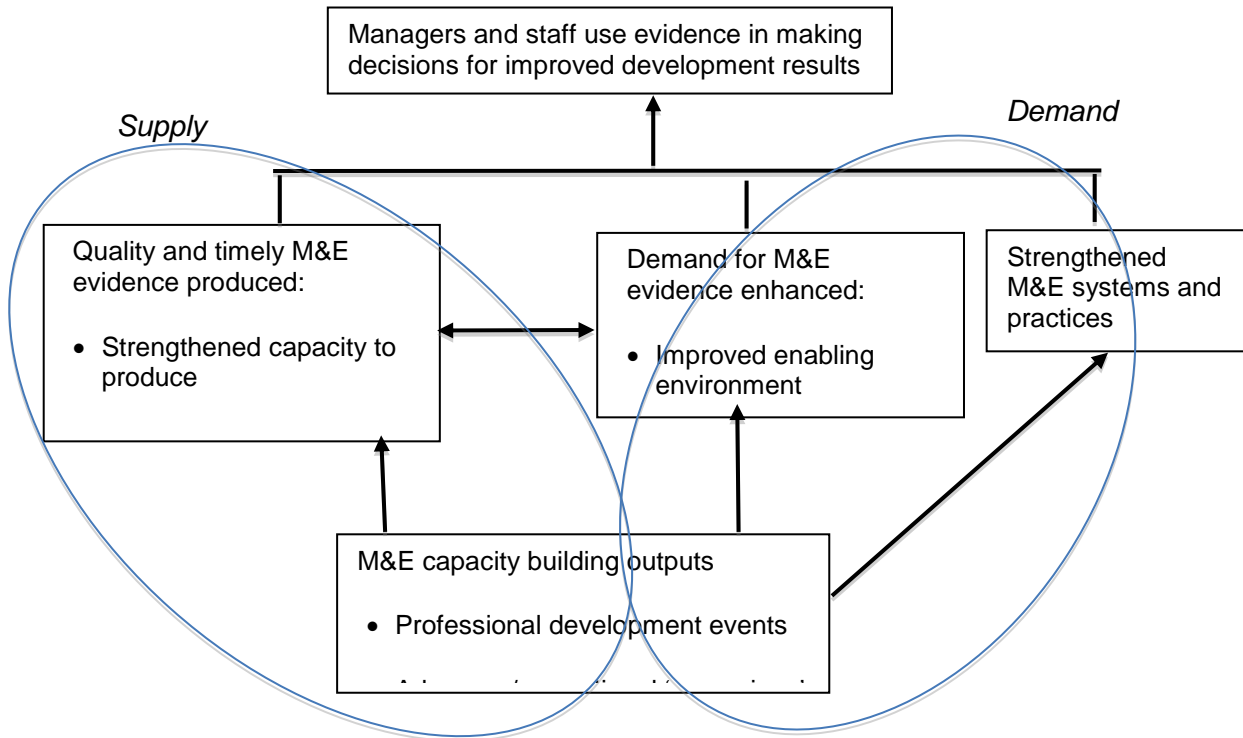 Managers and staff use evidence in making
decisions for improved development results
Supply
Demand
Quality and timely M&E
evidence produced:
• Strengthened capacity to
produce
Demand for M&E
evidence enhanced:
• Improved enabling
environment
Strengthened
M&E systems and
practices
M&E capacity building outputs
• Professional development events